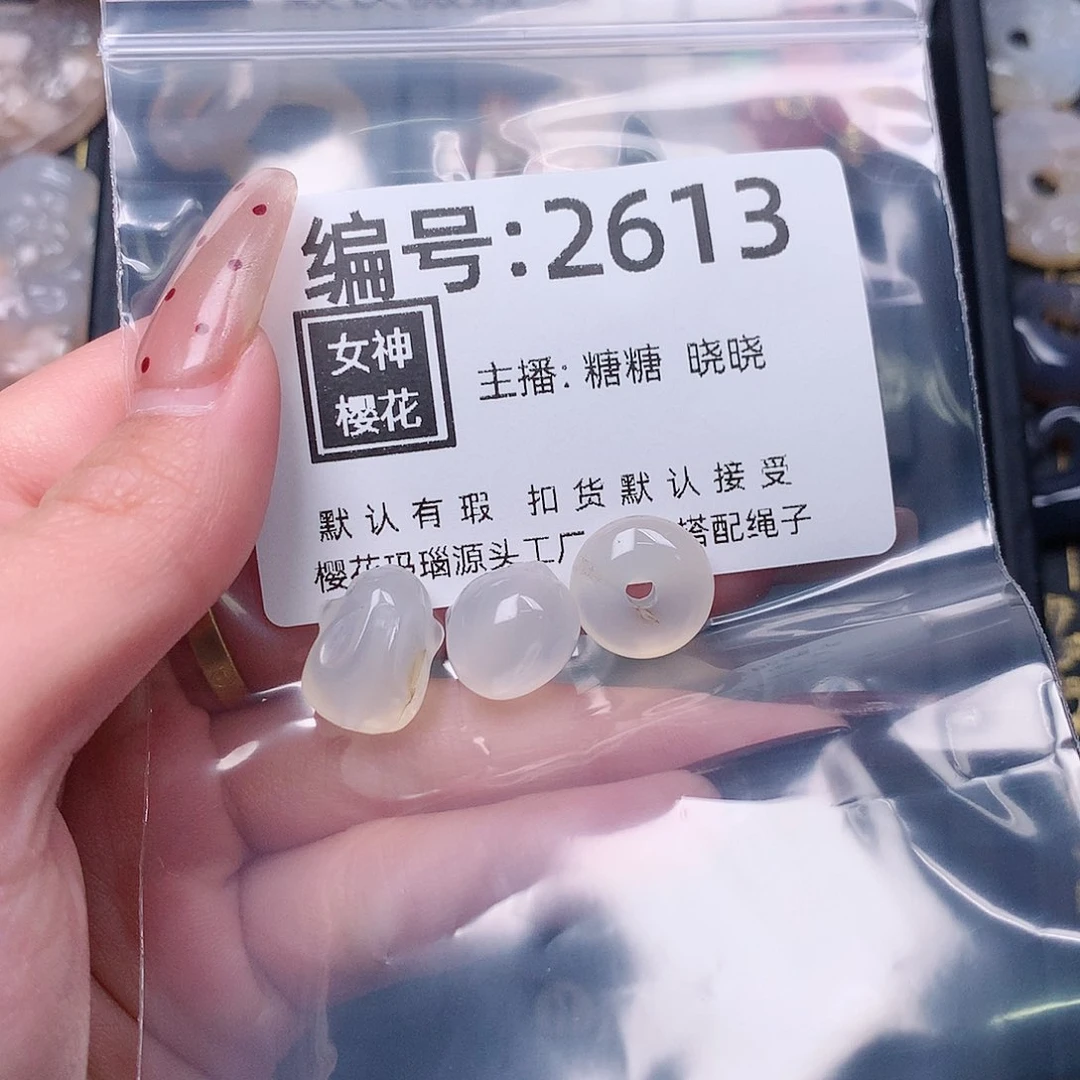 编号:2613
女神
樱花
主播: 糖糖 晓晓
默认有瑕 扣货默认接受
樱花玛瑙源头工厂 搭配绳子